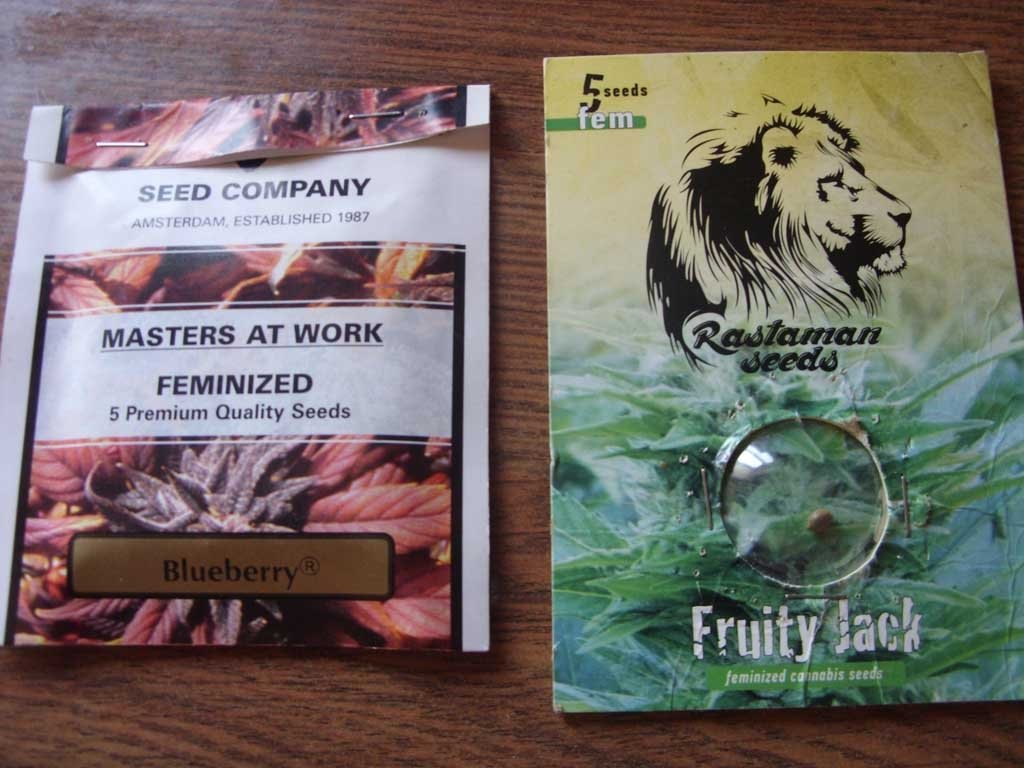 SEED COMPANY
AMSTERDAM, ESTABLISHED 1987
MASTERS AT WORK
FEMINIZED
5 Premium Quality Seeds
Blueberry®
5 seeds
fem
Rastaman
seeds
Fruity Jack
feminized cannabis seeds